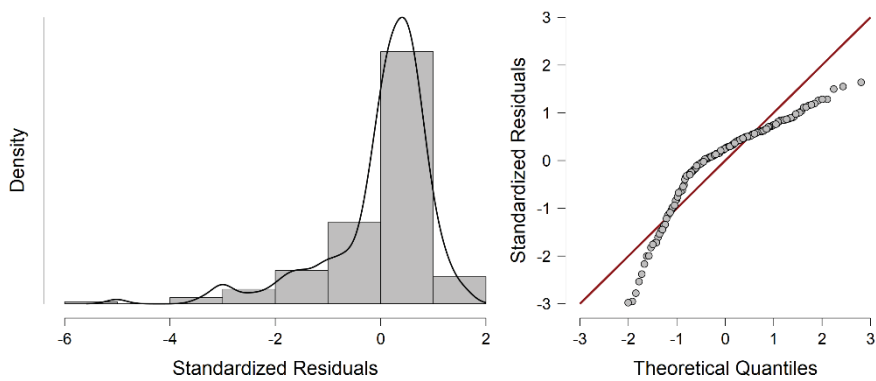 Density
-6 -4 -2 0 2
Standardized Residuals
Standardized Residuals
3
2
1
0
-1
-2
-3
-3 -2 -1 0 1 2 3
Theoretical Quantiles